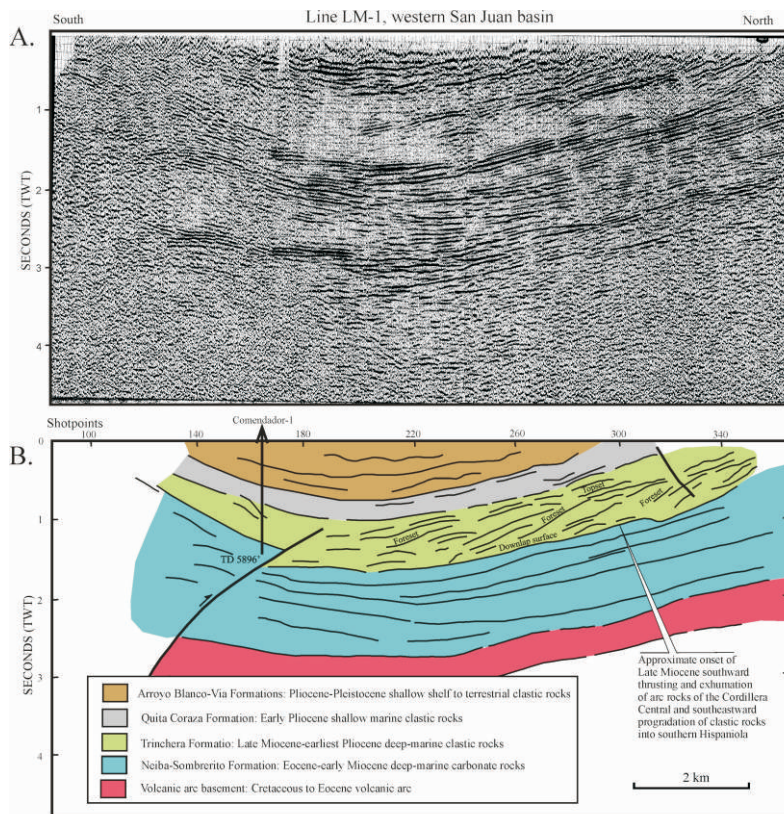 Line LM-1, western San Juan basin
South
North
A.
SECONDS (TWT)
1
2
3
4
Shotpoints
100
140
Comendador-1
180
220
260
300
340
B.
SECONDS (TWT)
0
1
2
3
4
TD 5896'
Foreset
Foreset
Foreset
Topset
Foreset
Downlap surface
Approximate onset of
Late Miocene southward
thrusting and exhumation
of arc rocks of the Cordillera
Central and southeastward
progradation of clastic rocks
into southern Hispaniola
Arroyo Blanco-Via Formations: Pliocene-Pleistocene shallow shelf to terrestrial clastic rocks
Quita Coraza Formation: Early Pliocene shallow marine clastic rocks
Trinchera Formatio: Late Miocene-earliest Pliocene deep-marine clastic rocks
Neiba-Sombrerito Formation: Eocene-early Miocene deep-marine carbonate rocks
Volcanic arc basement: Cretaceous to Eocene volcanic arc
2 km